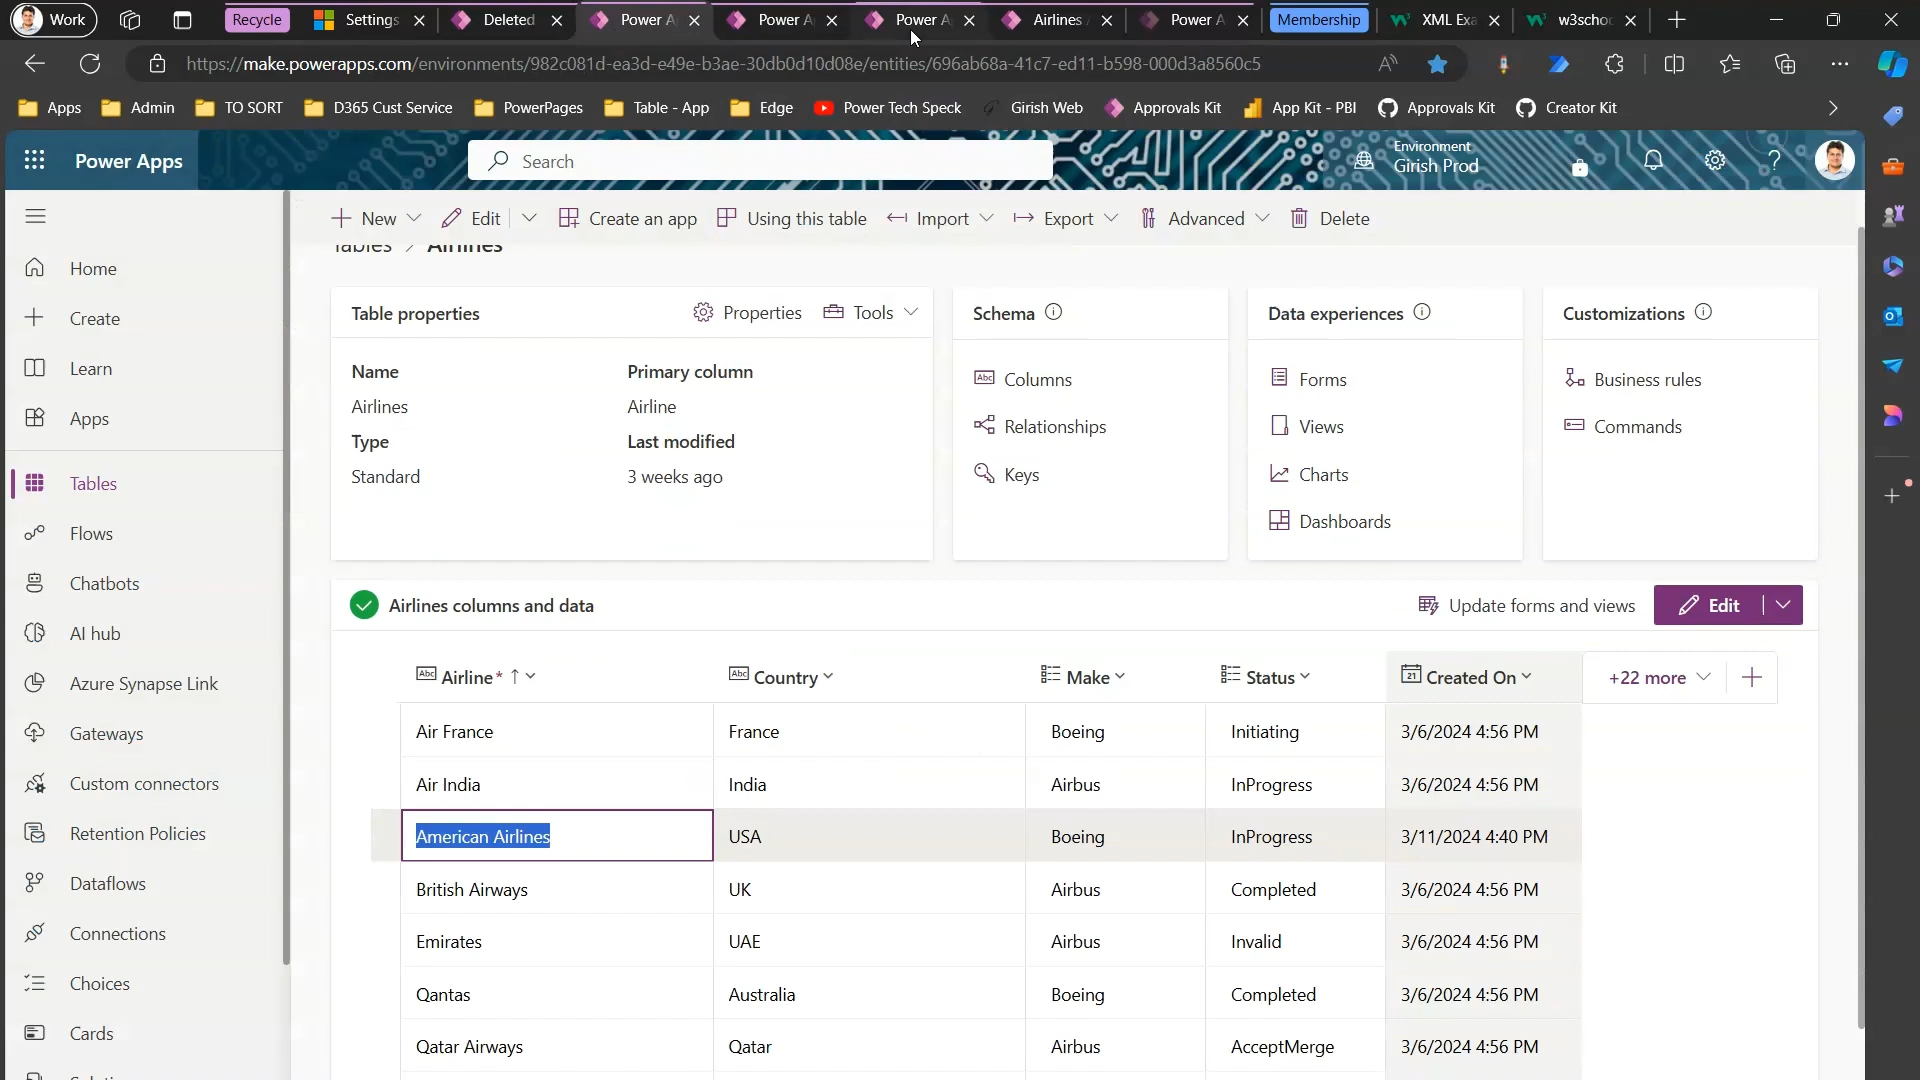 Work
Recycle
Settings
Deleted
Power A
Power A
Power A
Airlines
Power A
Membership
XML Exa
w3schoo
https://make.powerapps.com/environments/982c081d-ea3d-e49e-b3ae-30db0d10d08e/entities/696ab68a-41c7-ed11-b598-000d3a8560c5
Apps
Admin
TO SORT
D365 Cust Service
PowerPages
Table - App
Edge
Power Tech Speck
Girish Web
Approvals Kit
App Kit - PBI
Approvals Kit
Creator Kit
Power Apps
Search
Environment
Girish Prod
New
Edit
Create an app
Using this table
Import
Export
Advanced
Delete
Tables > Airlines
Home
Create
Learn
Apps
Tables
Flows
Chatbots
AI hub
Azure Synapse Link
Gateways
Custom connectors
Retention Policies
Dataflows
Connections
Choices
Cards
Table properties
Properties
Tools
Name
Primary column
Airlines
Airline
Type
Last modified
Standard
3 weeks ago
Schema
Abc Columns
Relationships
Keys
Data experiences
Forms
Views
Charts
Dashboards
Customizations
Business rules
Commands
Airlines columns and data
Update forms and views
Edit
Abc Airline * ↑
Abc Country
Make
Status
21 Created On
+22 more
Air France France Boeing Initiating 3/6/2024 4:56 PM
Air India India Airbus InProgress 3/6/2024 4:56 PM
American Airlines USA Boeing InProgress 3/11/2024 4:40 PM
British Airways UK Airbus Completed 3/6/2024 4:56 PM
Emirates UAE Airbus Invalid 3/6/2024 4:56 PM
Qantas Australia Boeing Completed 3/6/2024 4:56 PM
Qatar Airways Qatar Airbus AcceptMerge 3/6/2024 4:56 PM